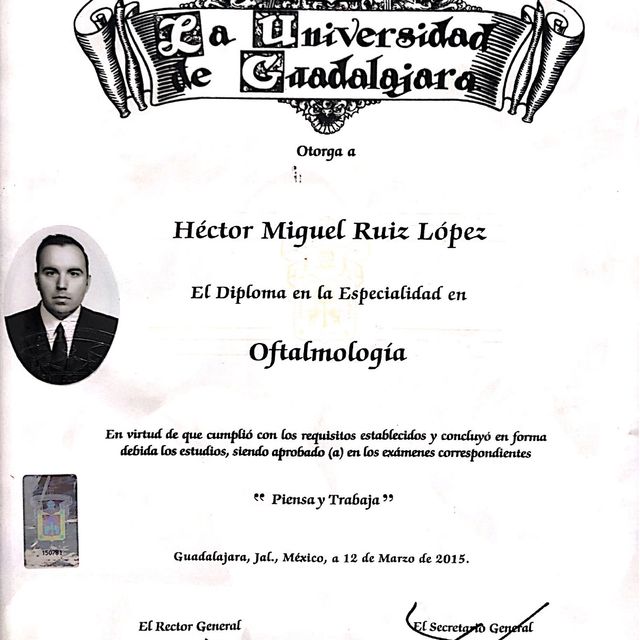 La Universidad
de Guadalajara
Otorga a
Héctor Miguel Ruiz López
El Diploma en la Especialidad en
Oftalmología
En virtud de que cumplió con los requisitos establecidos y concluyó en forma
debida los estudios, siendo aprobado (a) en los exámenes correspondientes
“ Piensa y Trabaja ”
150781
Guadalajara, Jal., México, a 12 de Marzo de 2015.
El Rector General
El Secretario General